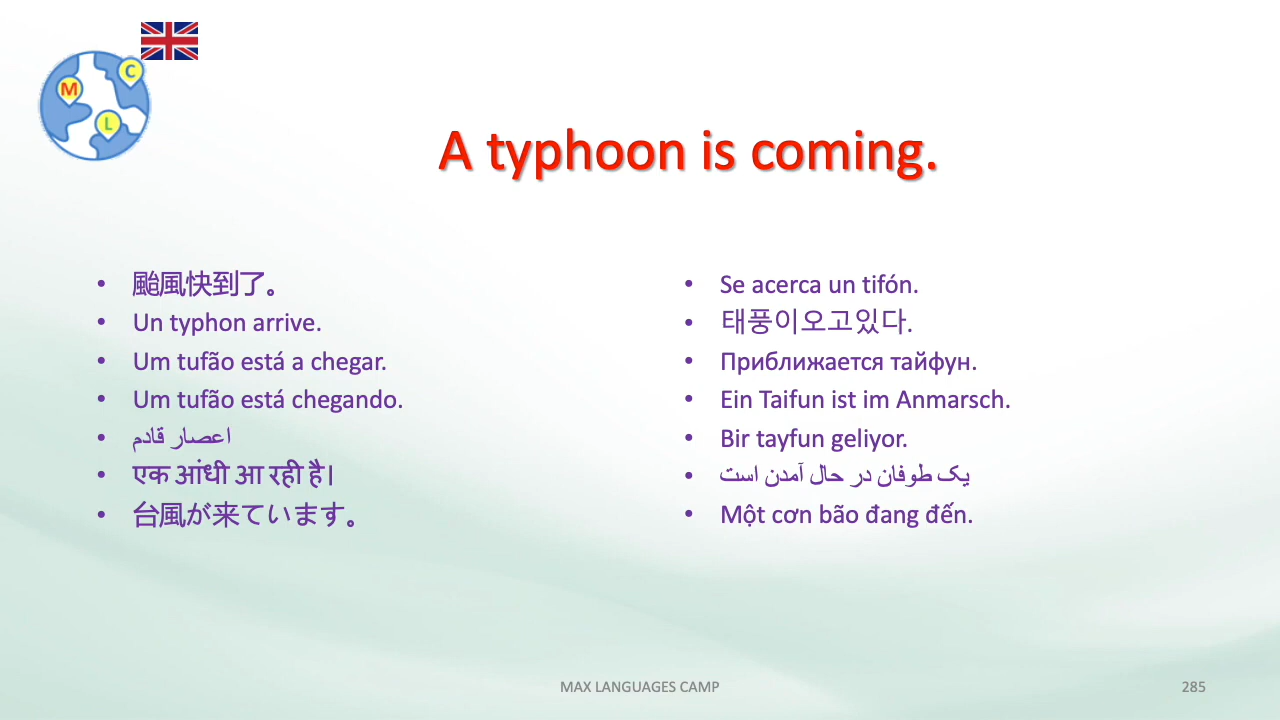 M
C
L
A typhoon is coming.
• 颱風快到了。
• Un typhon arrive.
• Um tufão está a chegar.
• Um tufão está chegando.
• اعصار قادم
• एक आंधी आ रही है|
• 台風が来ています。
• Se acerca un tifón.
• 태풍이오고있다.
• Приближается тайфун.
• Ein Taifun ist im Anmarsch.
• Bir tayfun geliyor.
• یک طوفان در حال آمدن است
• Một cơn bão đang đến.
MAX LANGUAGES CAMP
285